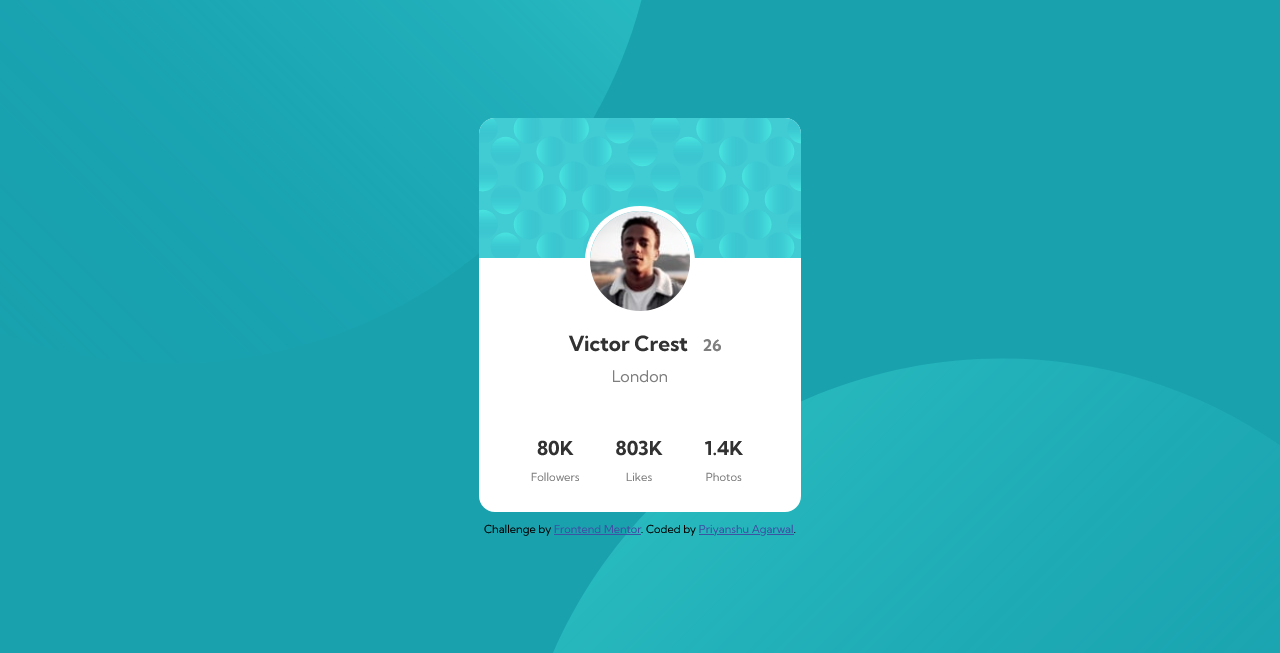 Victor Crest 26
London
80K 803K 1.4K
Followers Likes Photos
Challenge by Frontend Mentor. Coded by Priyanshu Agarwal.